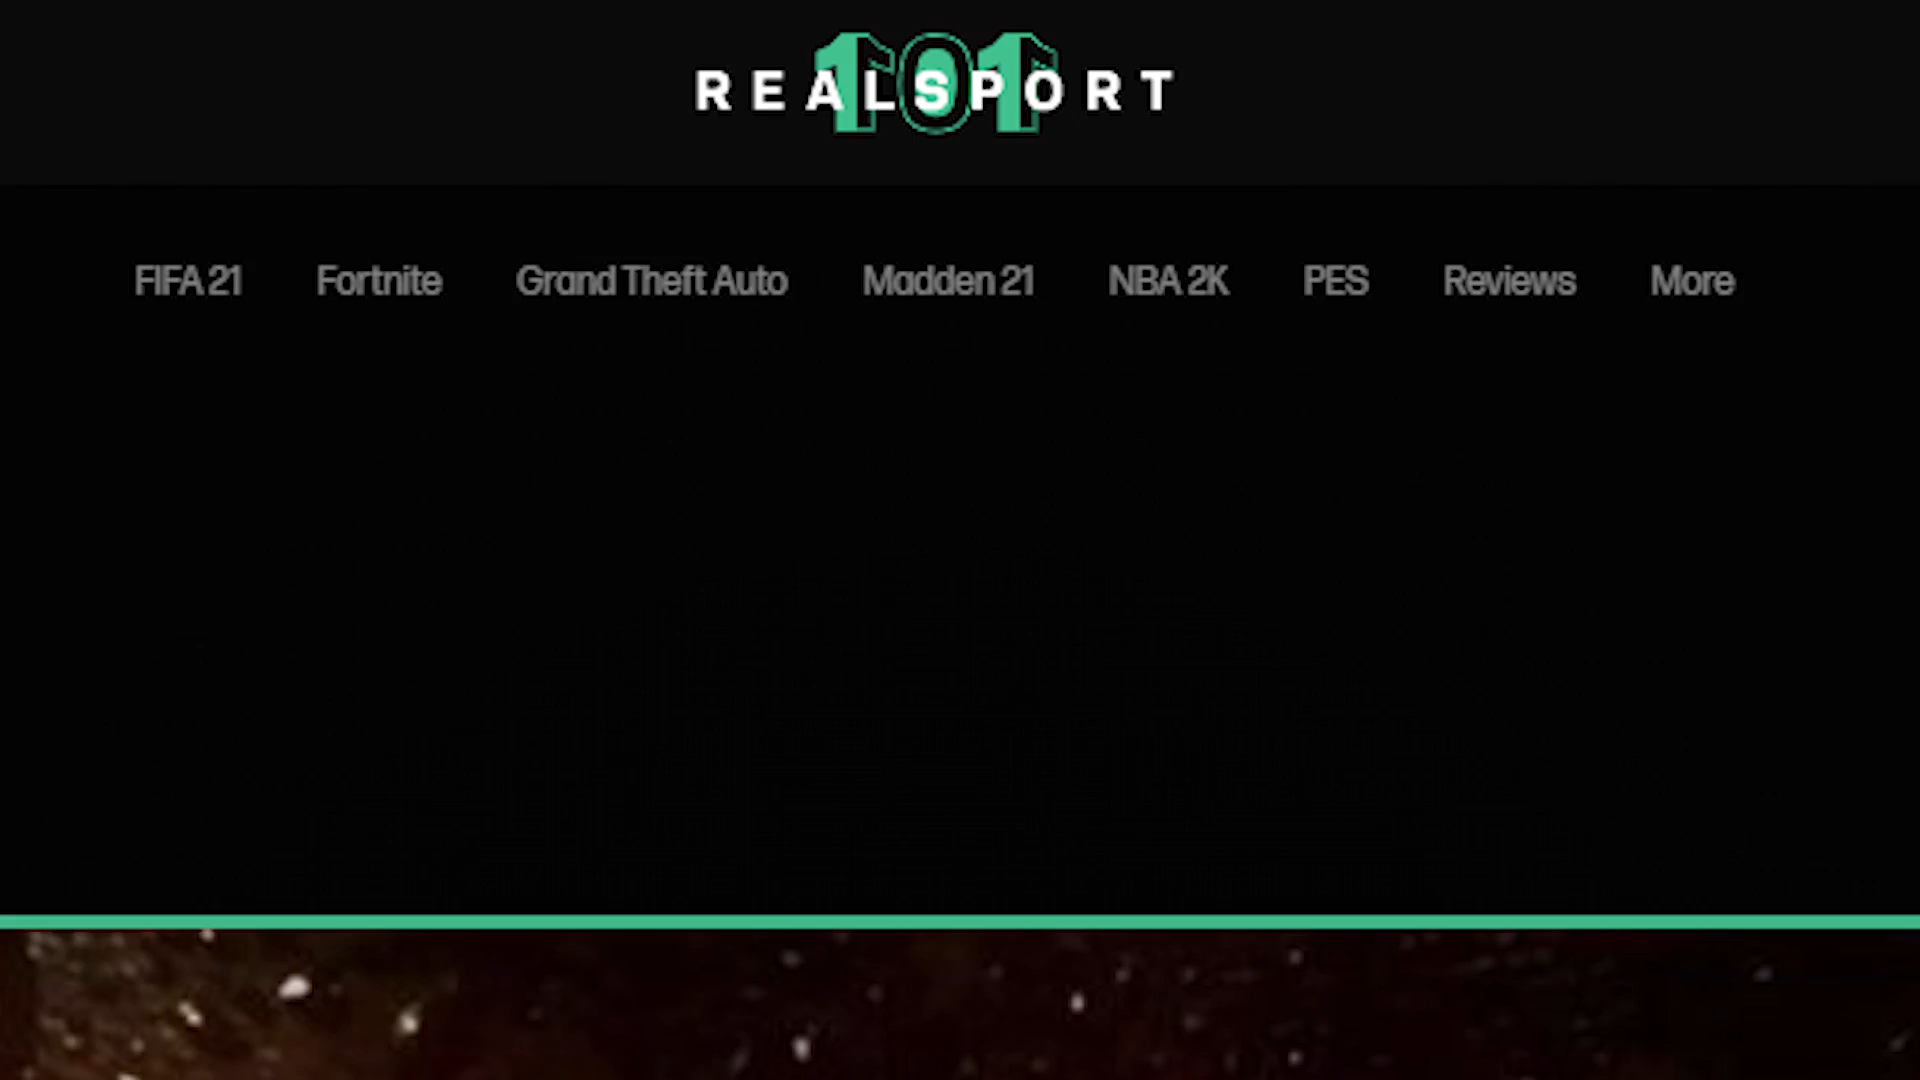 REALSPORT
101
FIFA 21 Fortnite Grand Theft Auto Madden 21 NBA 2K PES Reviews More